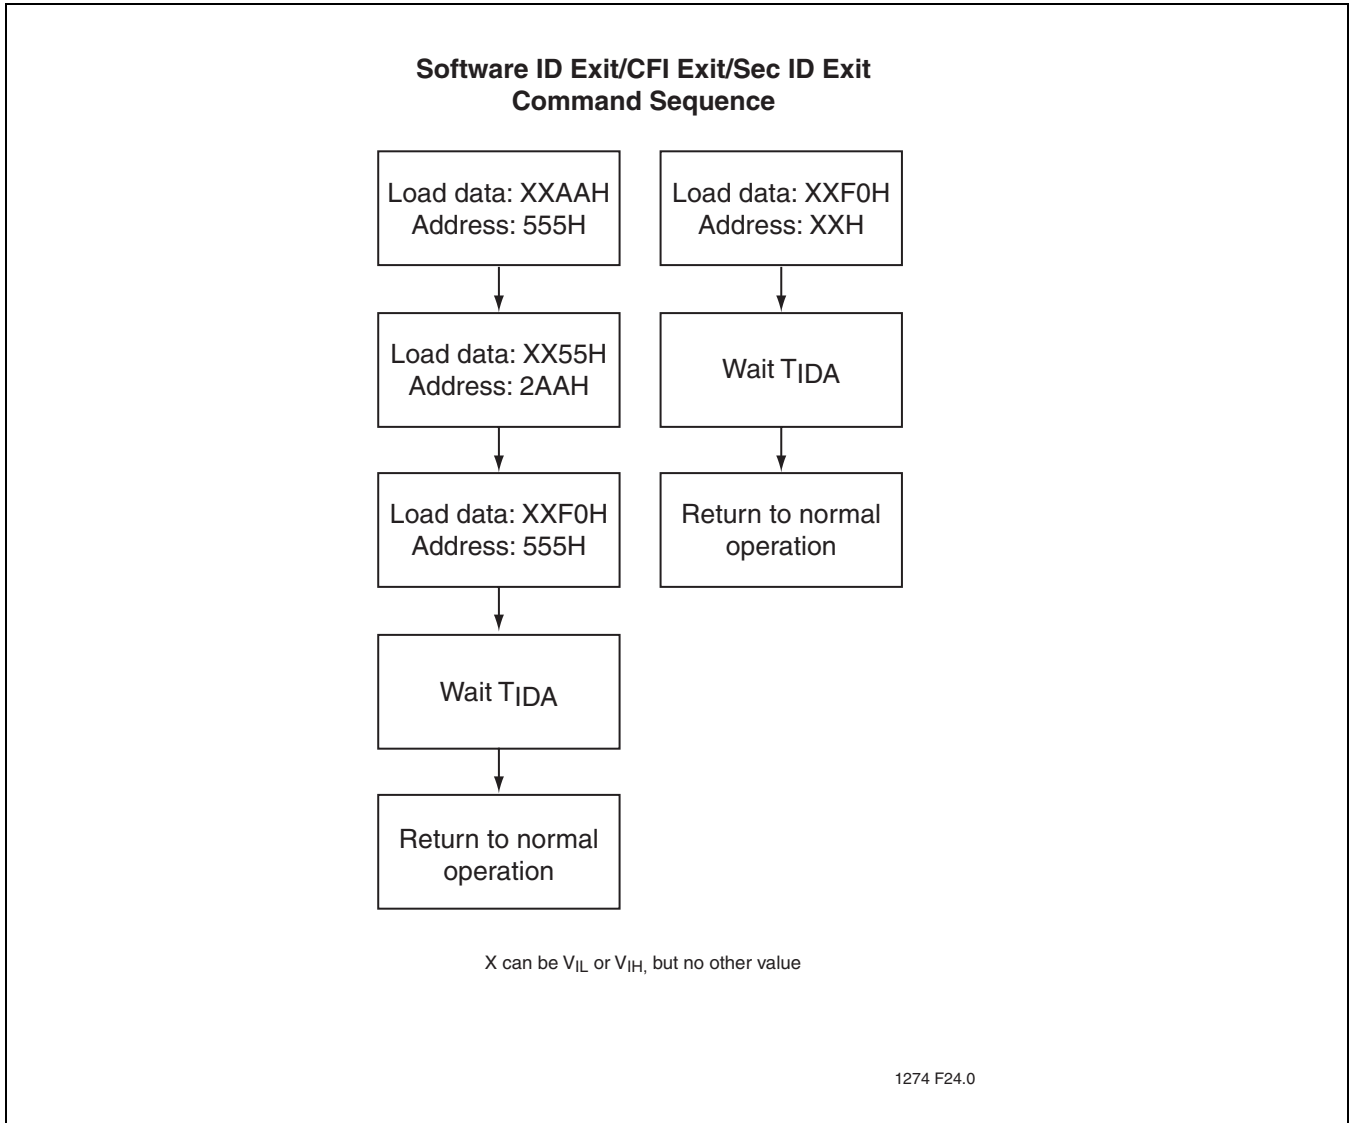 Software ID Exit/CFI Exit/Sec ID Exit
Command Sequence
Load data: XXAAH
Address: 555H
Load data: XX55H
Address: 2AAH
Load data: XXF0H
Address: 555H
Wait TIDA
Return to normal
operation
Load data: XXF0H
Address: XXH
Wait TIDA
Return to normal
operation
X can be VIL or VIH, but no other value
1274 F24.0